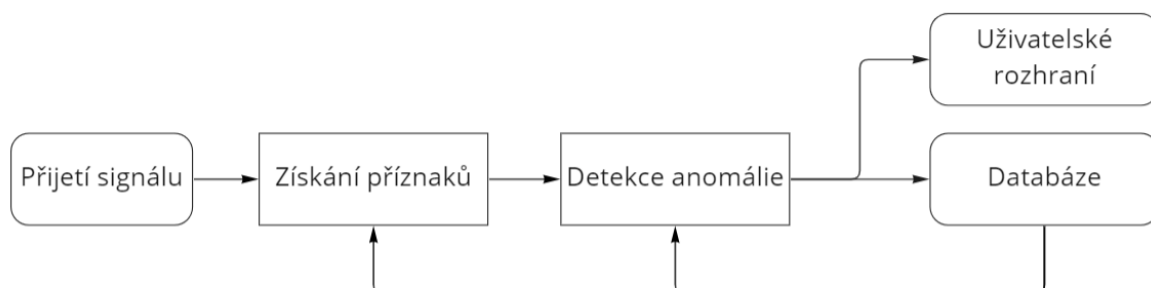 Uživatelské
rozhraní
Přijetí signálu
Získání příznaků
Detekce anomálie
Databáze